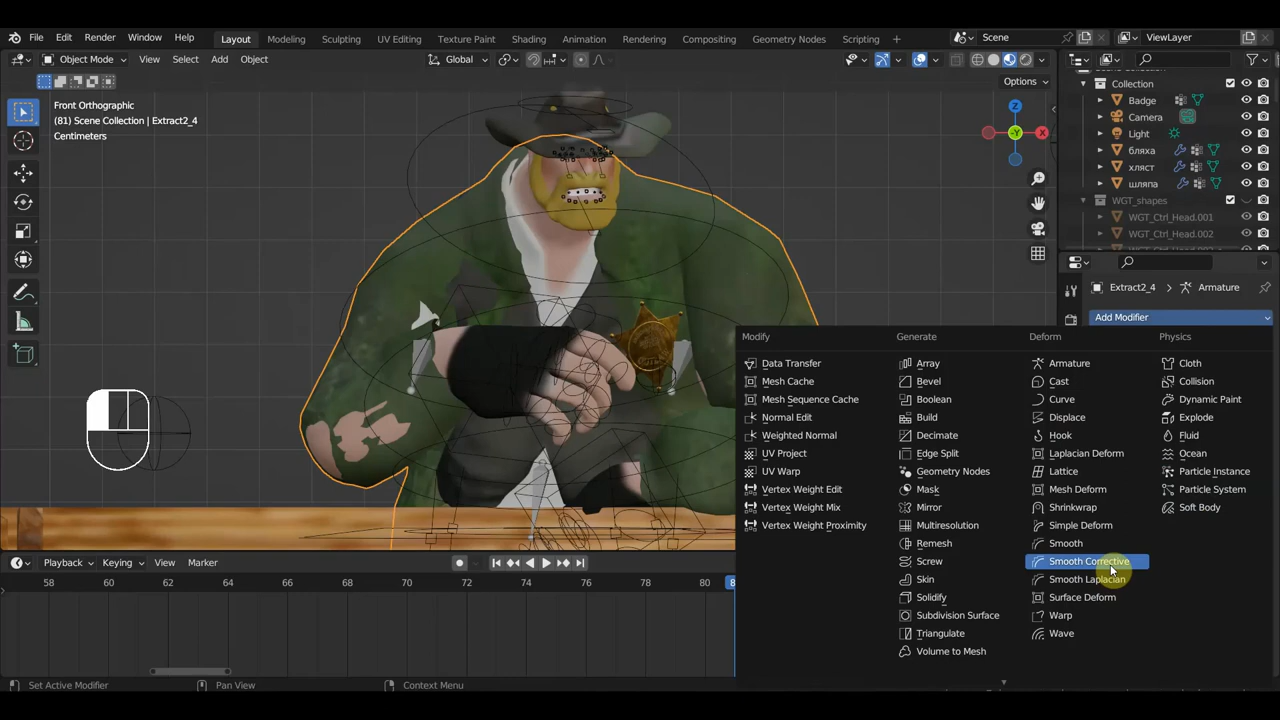 File Edit Render Window Help
Layout Modeling Sculpting UV Editing Texture Paint Shading Animation Rendering Compositing Geometry Nodes Scripting +
Scene
ViewLayer
Object Mode View Select Add Object
Global
Options
Front Orthographic
(81) Scene Collection | Extract2_4
Centimeters
Z
X
-Y
Collection
Badge
Camera
Light
бляха
хляст
шляпа
WGT_shapes
WGT_Ctrl_Head.001
WGT_Ctrl_Head.002
Extract2_4 > Armature
Add Modifier
Modify
Data Transfer
Mesh Cache
Mesh Sequence Cache
Normal Edit
Weighted Normal
UV Project
UV Warp
Vertex Weight Edit
Vertex Weight Mix
Vertex Weight Proximity
Generate
Array
Bevel
Boolean
Build
Decimate
Edge Split
Geometry Nodes
Mask
Mirror
Multiresolution
Remesh
Screw
Skin
Solidify
Subdivision Surface
Triangulate
Volume to Mesh
Deform
Armature
Cast
Curve
Displace
Hook
Laplacian Deform
Lattice
Mesh Deform
Shrinkwrap
Simple Deform
Smooth
Smooth Corrective
Smooth Laplacian
Surface Deform
Warp
Wave
Physics
Cloth
Collision
Dynamic Paint
Explode
Fluid
Ocean
Particle Instance
Particle System
Soft Body
Playback Keying View Marker
58 60 62 64 66 68 70 72 74 76 78 80
Set Active Modifier Pan View Context Menu